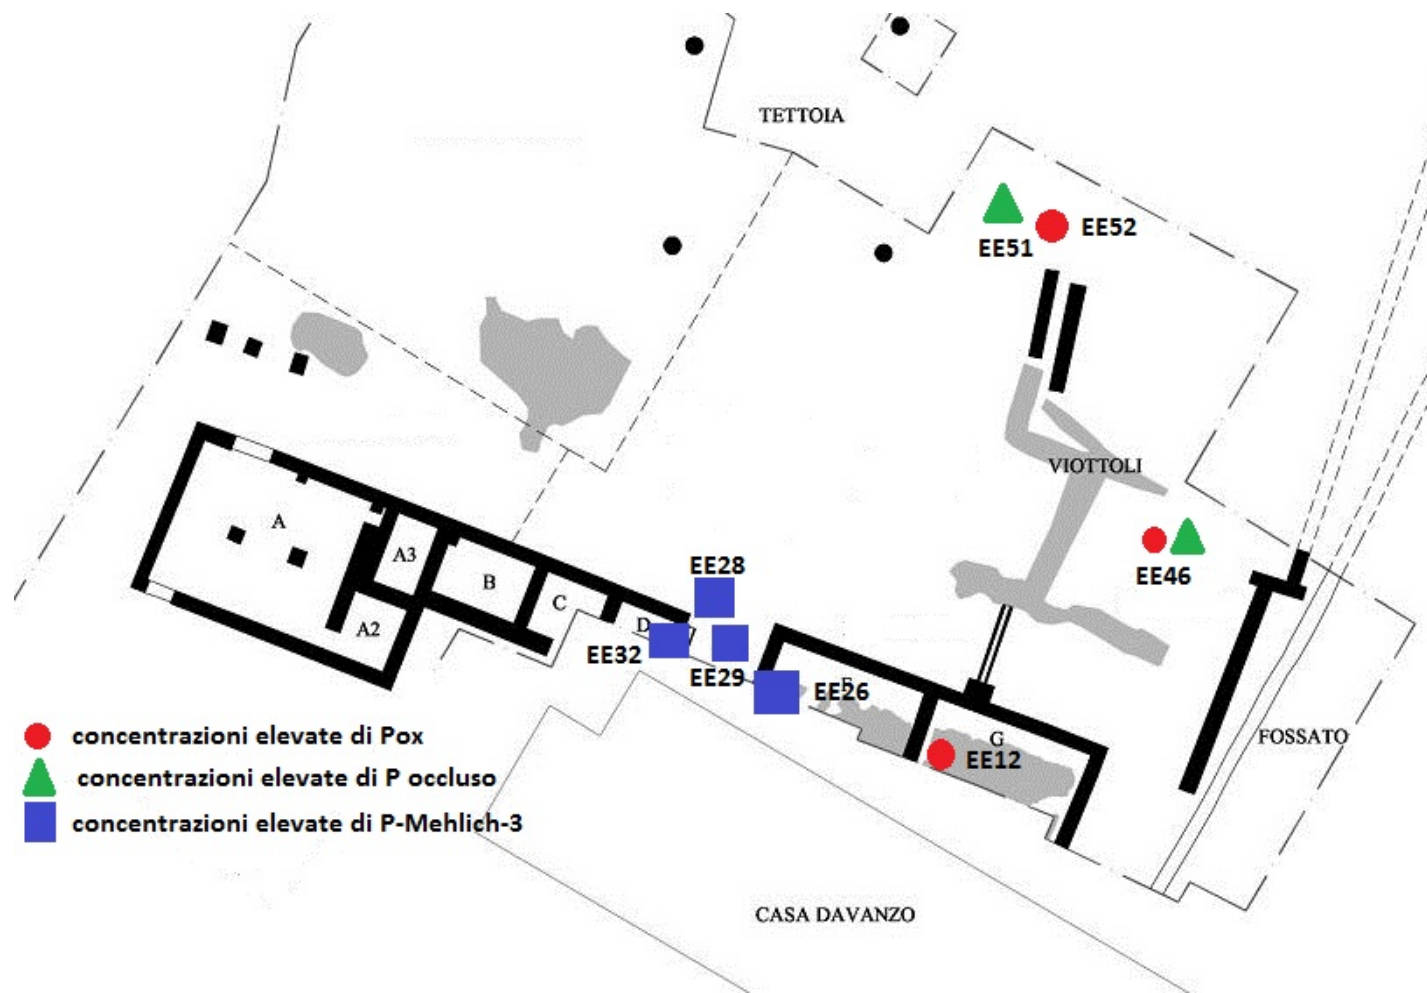 TETTOIA
EE51
EE52
VIOTTOLI
EE46
A
A3
B
C
A2
D
EE28
EE32
EE29
EE26
G
EE12
FOSSATO
concentrazioni elevate di Pox
concentrazioni elevate di P occluso
concentrazioni elevate di P-Mehlich-3
CASA DAVANZO